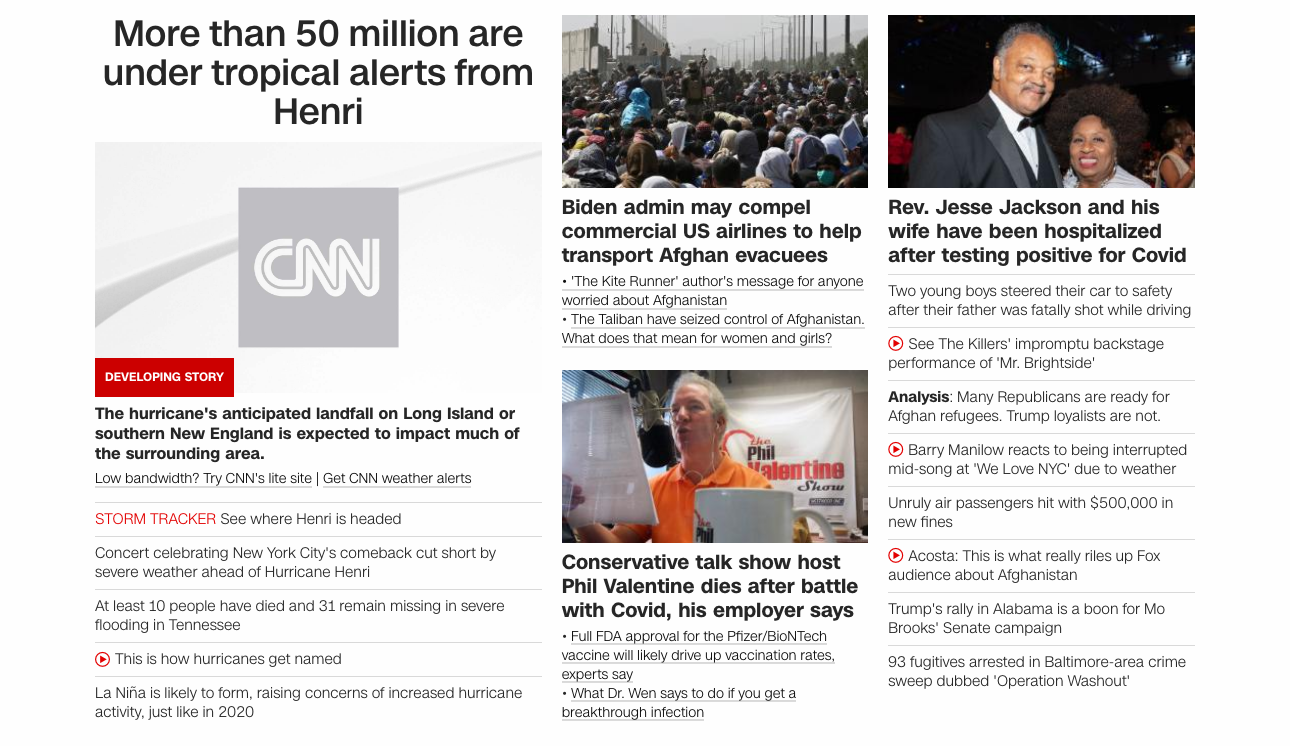 More than 50 million are
under tropical alerts from
Henri
CNN
DEVELOPING STORY
The hurricane's anticipated landfall on Long Island or
southern New England is expected to impact much of
the surrounding area.
Low bandwidth? Try CNN's lite site | Get CNN weather alerts
STORM TRACKER See where Henri is headed
Concert celebrating New York City's comeback cut short by
severe weather ahead of Hurricane Henri
At least 10 people have died and 31 remain missing in severe
flooding in Tennessee
This is how hurricanes get named
La Niña is likely to form, raising concerns of increased hurricane
activity, just like in 2020
Biden admin may compel
commercial US airlines to help
transport Afghan evacuees
• 'The Kite Runner' author's message for anyone
worried about Afghanistan
• The Taliban have seized control of Afghanistan.
What does that mean for women and girls?
the
Phil
Valentine
Show
Phil
Conservative talk show host
Phil Valentine dies after battle
with Covid, his employer says
• Full FDA approval for the Pfizer/BioNTech
vaccine will likely drive up vaccination rates,
experts say
• What Dr. Wen says to do if you get a
breakthrough infection
Rev. Jesse Jackson and his
wife have been hospitalized
after testing positive for Covid
Two young boys steered their car to safety
after their father was fatally shot while driving
See The Killers' impromptu backstage
performance of 'Mr. Brightside'
Analysis: Many Republicans are ready for
Afghan refugees. Trump loyalists are not.
Barry Manilow reacts to being interrupted
mid-song at 'We Love NYC' due to weather
Unruly air passengers hit with $500,000 in
new fines
Acosta: This is what really riles up Fox
audience about Afghanistan
Trump's rally in Alabama is a boon for Mo
Brooks' Senate campaign
93 fugitives arrested in Baltimore-area crime
sweep dubbed 'Operation Washout'